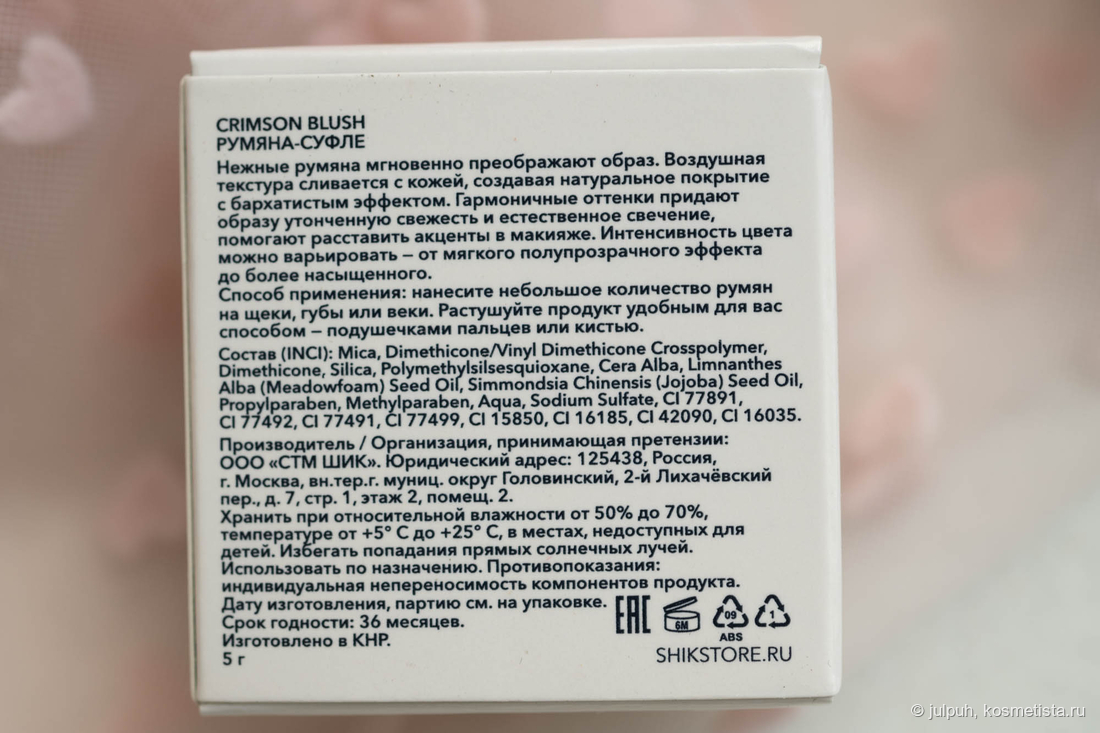 CRIMSON BLUSH
РУМЯНА-СУФЛЕ
Нежные румяна мгновенно преображают образ. Воздушная
текстура сливается с кожей, создавая натуральное покрытие
с бархатистым эффектом. Гармоничные оттенки придают
образу утонченную свежесть и естественное свечение,
помогают расставить акценты в макияже. Интенсивность цвета
можно варьировать – от мягкого полупрозрачного эффекта
до более насыщенного.
Способ применения: нанесите небольшое количество румян
на щеки, губы или веки. Растушуйте продукт удобным для вас
способом – подушечками пальцев или кистью.
Состав (INCI): Mica, Dimethicone/Vinyl Dimethicone Crosspolymer,
Dimethicone, Silica, Polymethylsilsesquioxane, Cera Alba, Limnanthes
Alba (Meadowfoam) Seed Oil, Simmondsia Chinensis (Jojoba) Seed Oil,
Propylparaben, Methylparaben, Aqua, Sodium Sulfate, CI 77891,
CI 77492, CI 77491, CI 77499, CI 15850, CI 16185, CI 42090, CI 16035.
Производитель / Организация, принимающая претензии:
ООО «СТМ ШИК». Юридический адрес: 125438, Россия,
г. Москва, вн.тер.г. муниц. округ Головинский, 2-й Лихачёвский
пер., д. 7, стр. 1, этаж 2, помещ. 2.
Хранить при относительной влажности от 50% до 70%,
температуре от +5° С до +25° С, в местах, недоступных для
детей. Избегать попадания прямых солнечных лучей.
Использовать по назначению. Противопоказания:
индивидуальная непереносимость компонентов продукта.
Дату изготовления, партию см. на упаковке.
Срок годности: 36 месяцев.
Изготовлено в КНР.
5 г
EAC 6M 09 1
ABS
SHIKSTORE.RU
© julpuh, kosmetista.ru